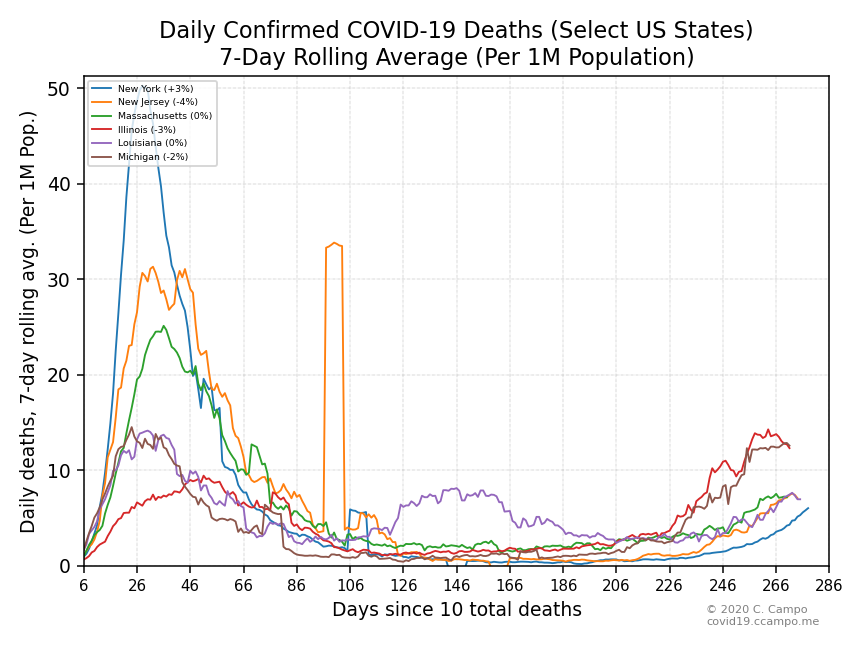 Daily Confirmed COVID-19 Deaths (Select US States)
7-Day Rolling Average (Per 1M Population)
Daily deaths, 7-day rolling avg. (Per 1M Pop.)
50
40
30
20
10
0
New York (+3%)
New Jersey (-4%)
Massachusetts (0%)
Illinois (-3%)
Louisiana (0%)
Michigan (-2%)
6 26 46 66 86 106 126 146 166 186 206 226 246 266 286
Days since 10 total deaths
© 2020 C. Campo
covid19.ccampo.me